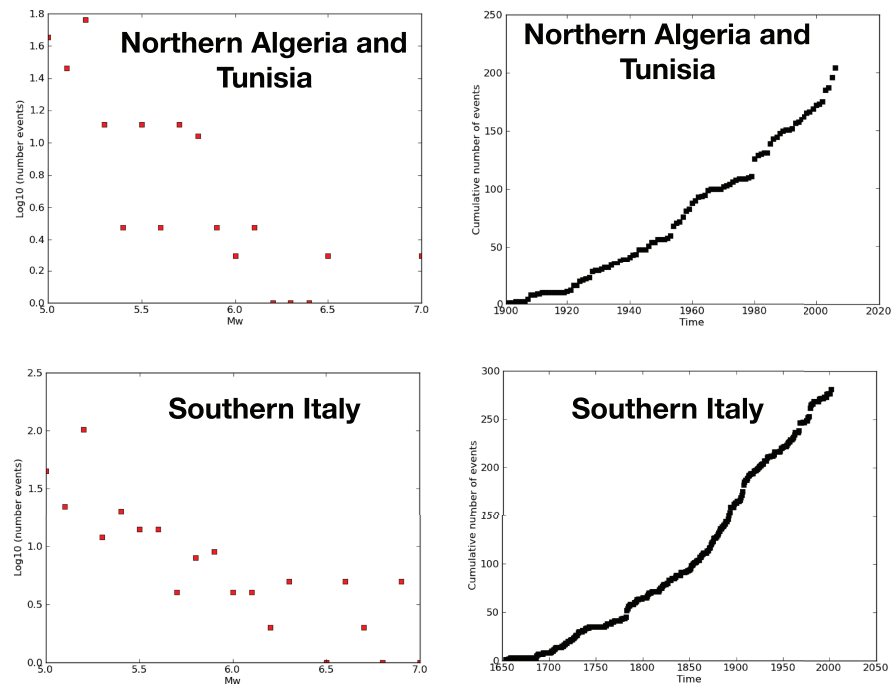 Northern Algeria and
Tunisia
1.8
1.6
1.4
1.2
1.0
0.8
0.6
0.4
0.2
0.0
Log10 (number events)
5.0 5.5 6.0 6.5 7.0
Mw
Northern Algeria and
Tunisia
250
200
150
100
50
0
Cumulative number of events
1900 1920 1940 1960 1980 2000 2020
Time
Southern Italy
2.5
2.0
1.5
1.0
0.5
0.0
Log10 (number events)
5.0 5.5 6.0 6.5 7.0
Mw
Southern Italy
300
250
200
150
100
50
0
Cumulative number of events
1650 1700 1750 1800 1850 1900 1950 2000 2050
Time